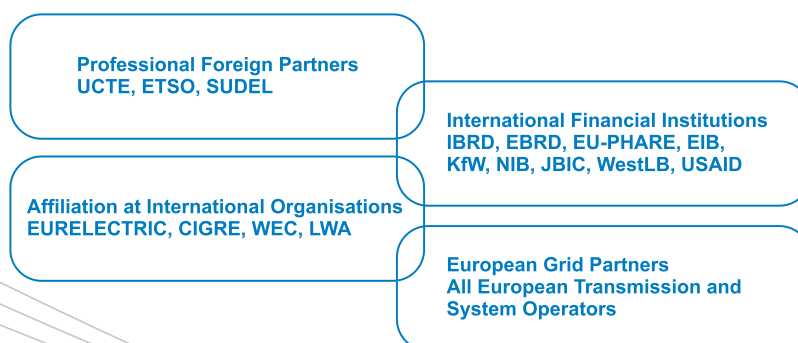 Professional Foreign Partners
UCTE, ETSO, SUDEL
International Financial Institutions
IBRD, EBRD, EU-PHARE, EIB,
KfW, NIB, JBIC, WestLB, USAID
Affiliation at International Organisations
EURELECTRIC, CIGRE, WEC, LWA
European Grid Partners
All European Transmission and
System Operators